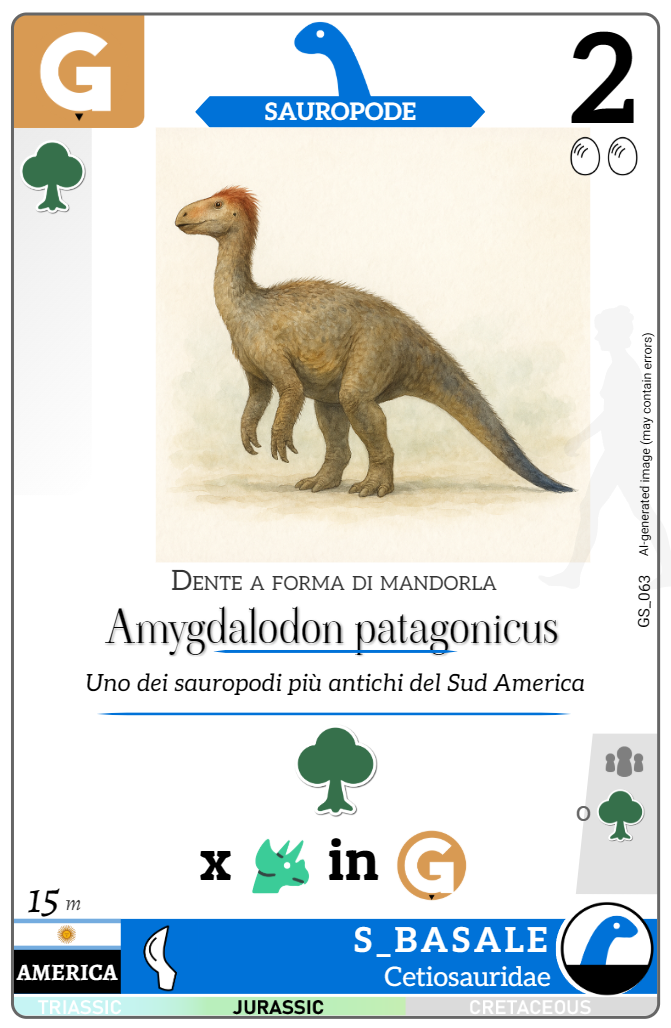 G
SAUROPODE
2
AI-generated image (may contain errors)
GS_063
DENTE A FORMA DI MANDORLA
Amygdalodon patagonicus
Uno dei sauropodi più antichi del Sud America
o
x in G
15 m
AMERICA
S_BASALE
Cetiosauridae
TRIASSIC JURASSIC CRETACEOUS